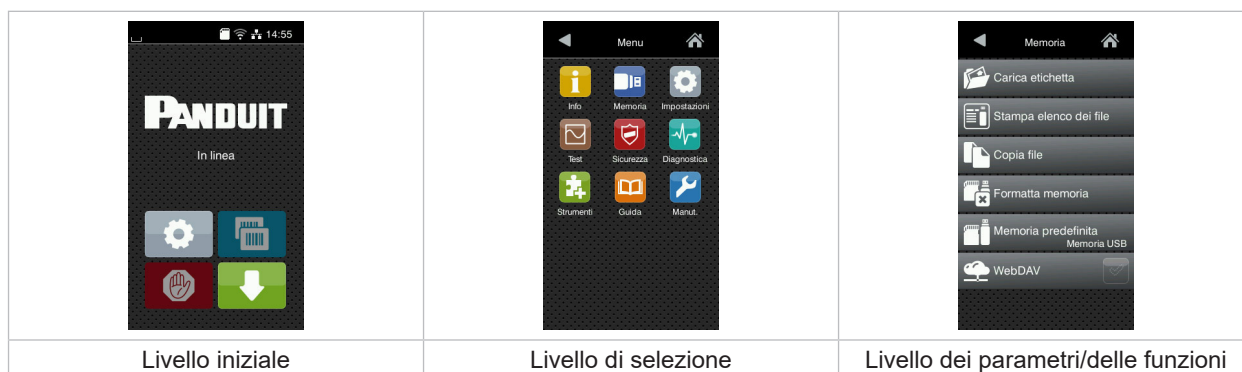 14:55
PANDUIT
In linea
Menu
Info Memoria Impostazioni
Test Sicurezza Diagnostica
Strumenti Guida Manut.
Memoria
Carica etichetta
Stampa elenco dei file
Copia file
Formatta memoria
Memoria predefinita
Memoria USB
WebDAV
Livello iniziale
Livello di selezione
Livello dei parametri/delle funzioni